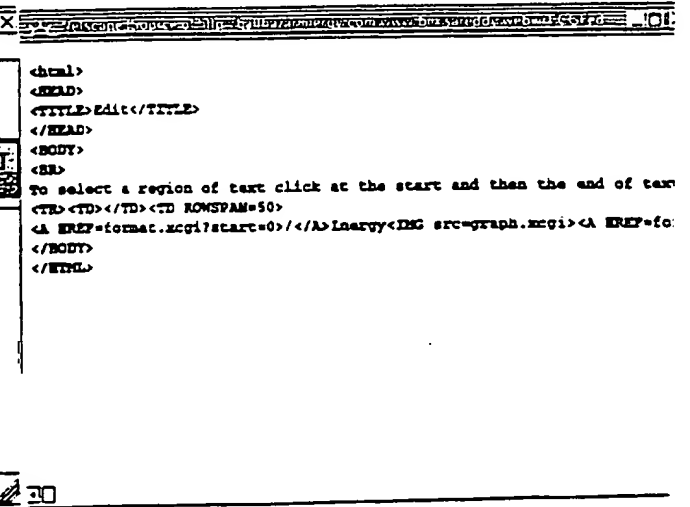 <html>
<HEAD>
<TITLE>Edit</TITLE>
</HEAD>
<BODY>
<BR>
To select a region of text click at the start and then the end of text
<TR><TD></TD><TD ROWSPAN=50>
<A HREF=format.xcgi?start=0>/</A>Inergy<IMG src=graph.xcgi><A HREF=fo
</BODY>
</HTML>